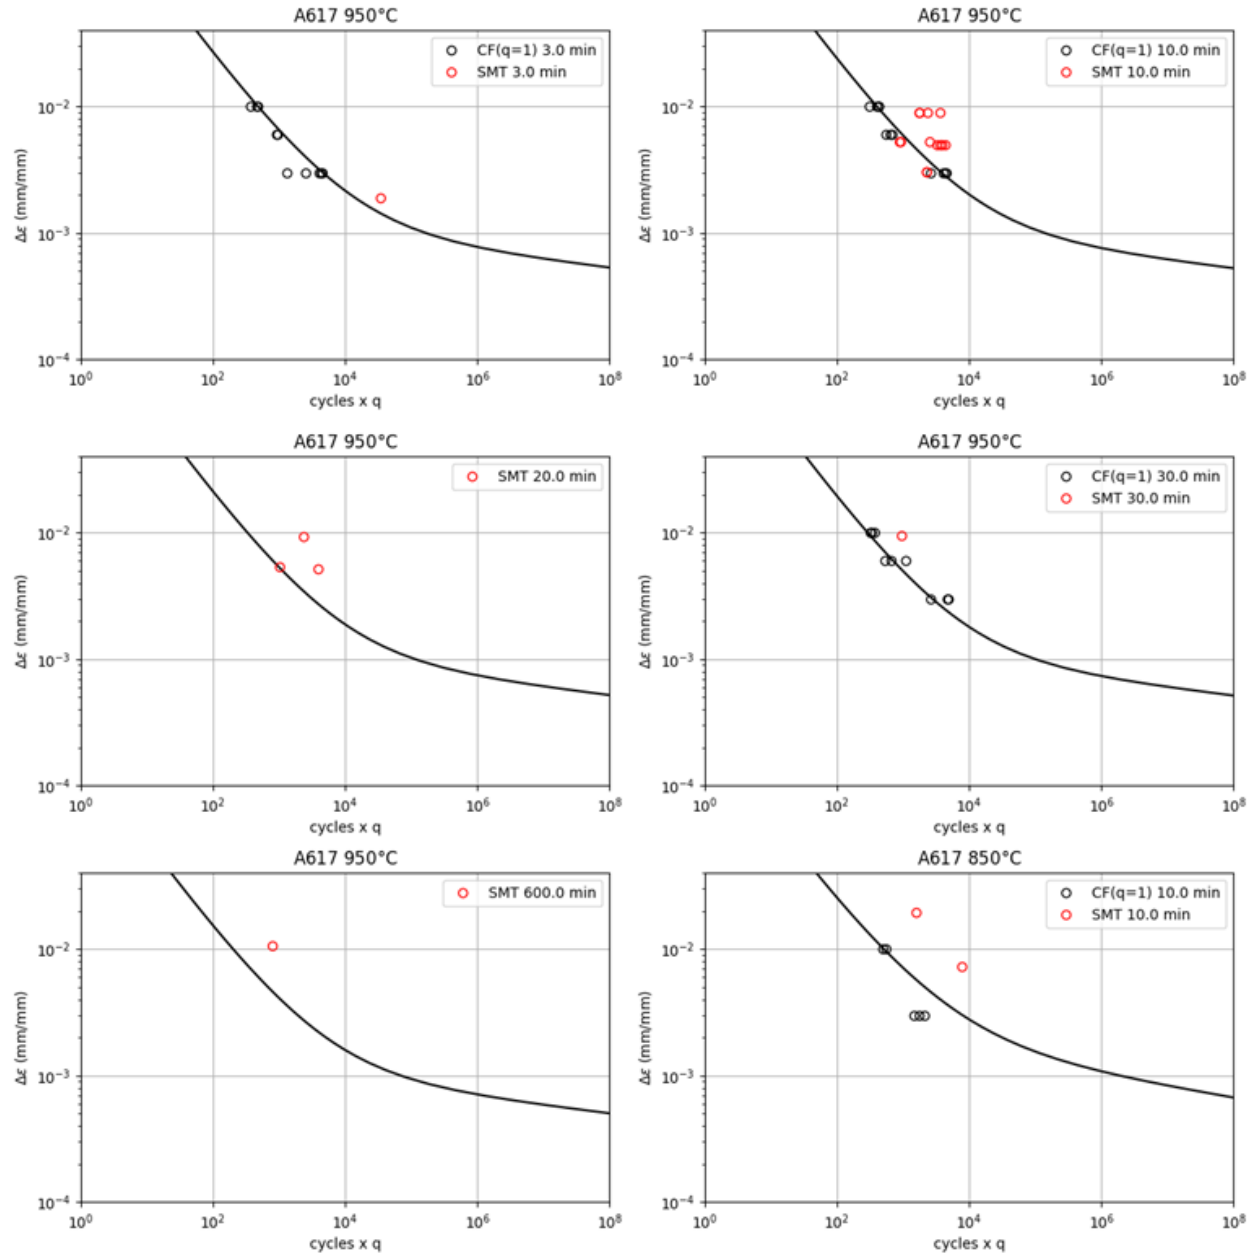 A617 950°C
CF(q=1) 3.0 min
SMT 3.0 min
Δε (mm/mm)
10⁻²
10⁻³
10⁻⁴
10⁰ 10² 10⁴ 10⁶ 10⁸
cycles x q
A617 950°C
CF(q=1) 10.0 min
SMT 10.0 min
Δε (mm/mm)
10⁻²
10⁻³
10⁻⁴
10⁰ 10² 10⁴ 10⁶ 10⁸
cycles x q
A617 950°C
SMT 20.0 min
Δε (mm/mm)
10⁻²
10⁻³
10⁻⁴
10⁰ 10² 10⁴ 10⁶ 10⁸
cycles x q
A617 950°C
CF(q=1) 30.0 min
SMT 30.0 min
Δε (mm/mm)
10⁻²
10⁻³
10⁻⁴
10⁰ 10² 10⁴ 10⁶ 10⁸
cycles x q
A617 950°C
SMT 600.0 min
Δε (mm/mm)
10⁻²
10⁻³
10⁻⁴
10⁰ 10² 10⁴ 10⁶ 10⁸
cycles x q
A617 850°C
CF(q=1) 10.0 min
SMT 10.0 min
Δε (mm/mm)
10⁻²
10⁻³
10⁻⁴
10⁰ 10² 10⁴ 10⁶ 10⁸
cycles x q